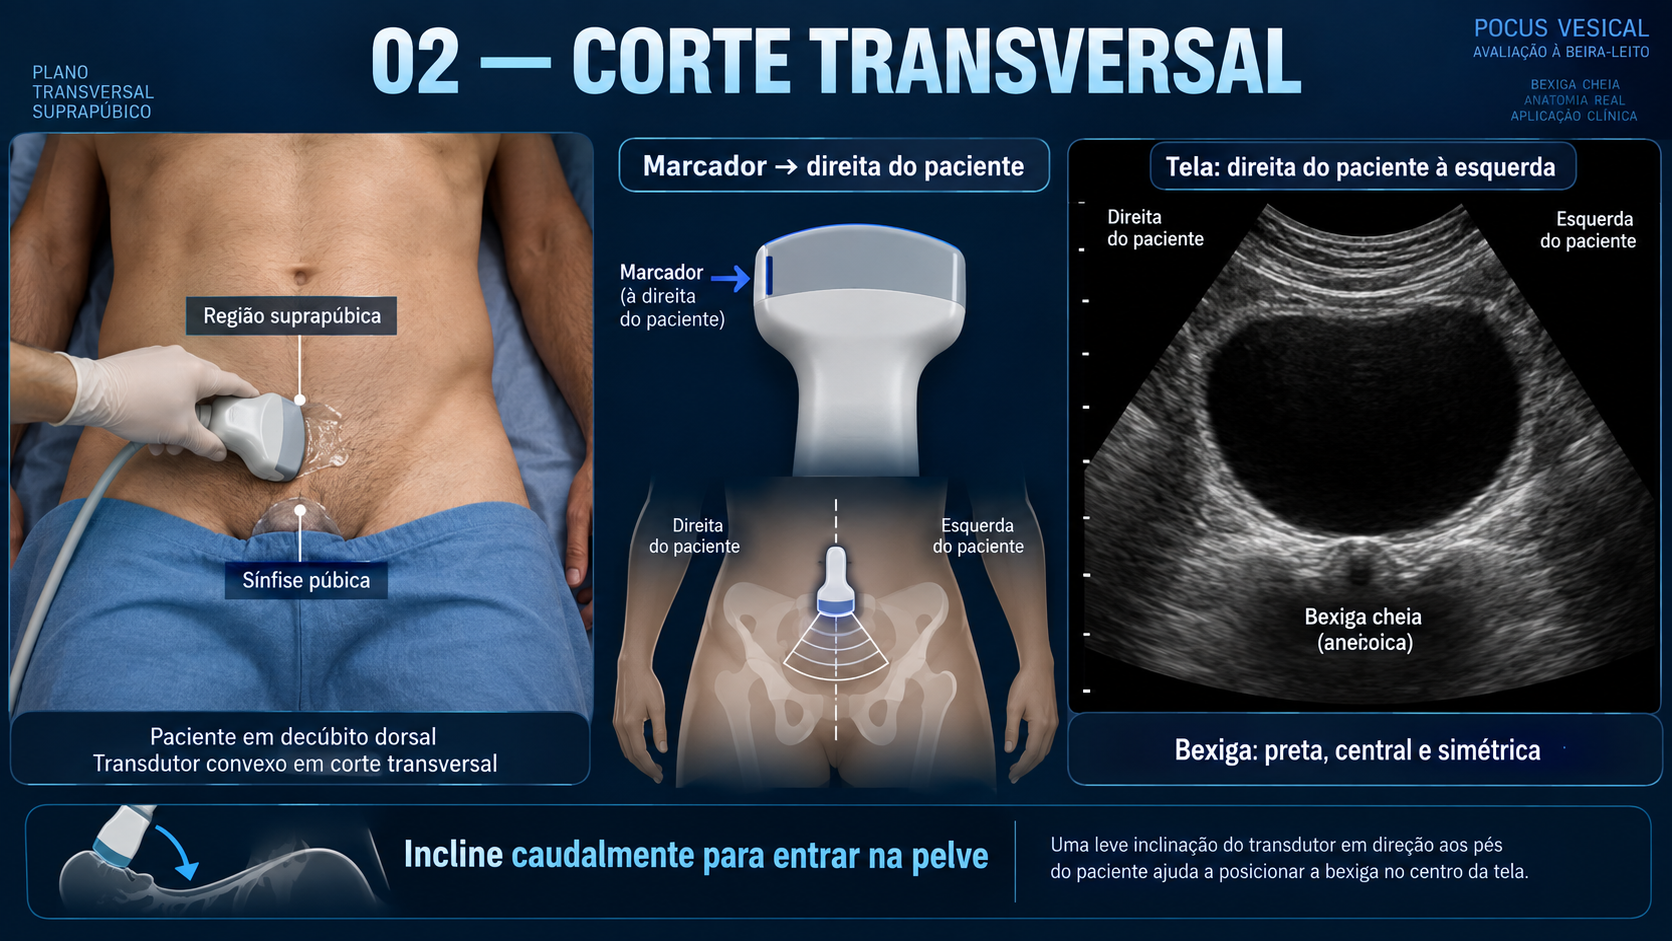 PLANO
TRANSVERSAL
SUPRAPÚBICO
02 — CORTE TRANSVERSAL
POCUS VESICAL
AVALIAÇÃO À BEIRA-LEITO
BEXIGA CHEIA
ANATOMIA REAL
APLICAÇÃO CLÍNICA
Região suprapúbica
Sínfise púbica
Paciente em decúbito dorsal
Transdutor convexo em corte transversal
Marcador → direita do paciente
Marcador
(à direita
do paciente)
Direita
do paciente
Esquerda
do paciente
Tela: direita do paciente à esquerda
Direita
do paciente
Esquerda
do paciente
Bexiga cheia
(anecoica)
Bexiga: preta, central e simétrica
Incline caudalmente para entrar na pelve
Uma leve inclinação do transdutor em direção aos pés
do paciente ajuda a posicionar a bexiga no centro da tela.